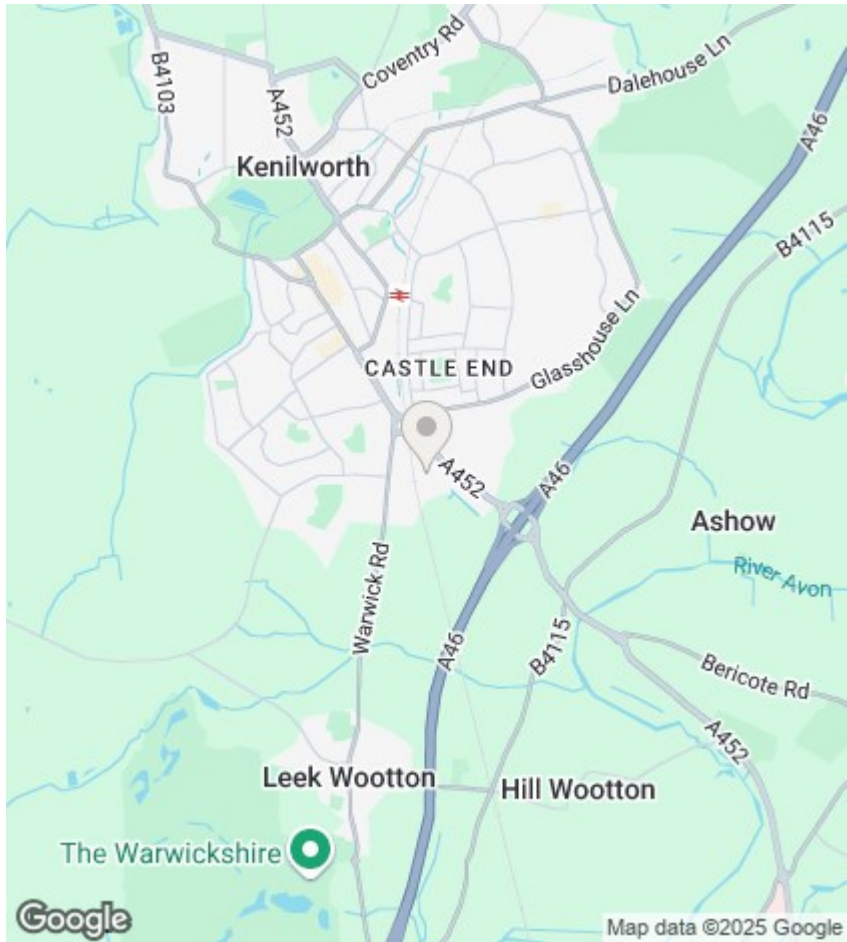 Coventry Rd
Dalehouse Ln
B4103
A452
A46
Kenilworth
B4115
Glasshouse Ln
CASTLE END
A452
A46
Ashow
River Avon
Warwick Rd
A46
B4115
Bericote Rd
A452
Leek Wootton
Hill Wootton
The Warwickshire
Google
Map data ©2025 Google